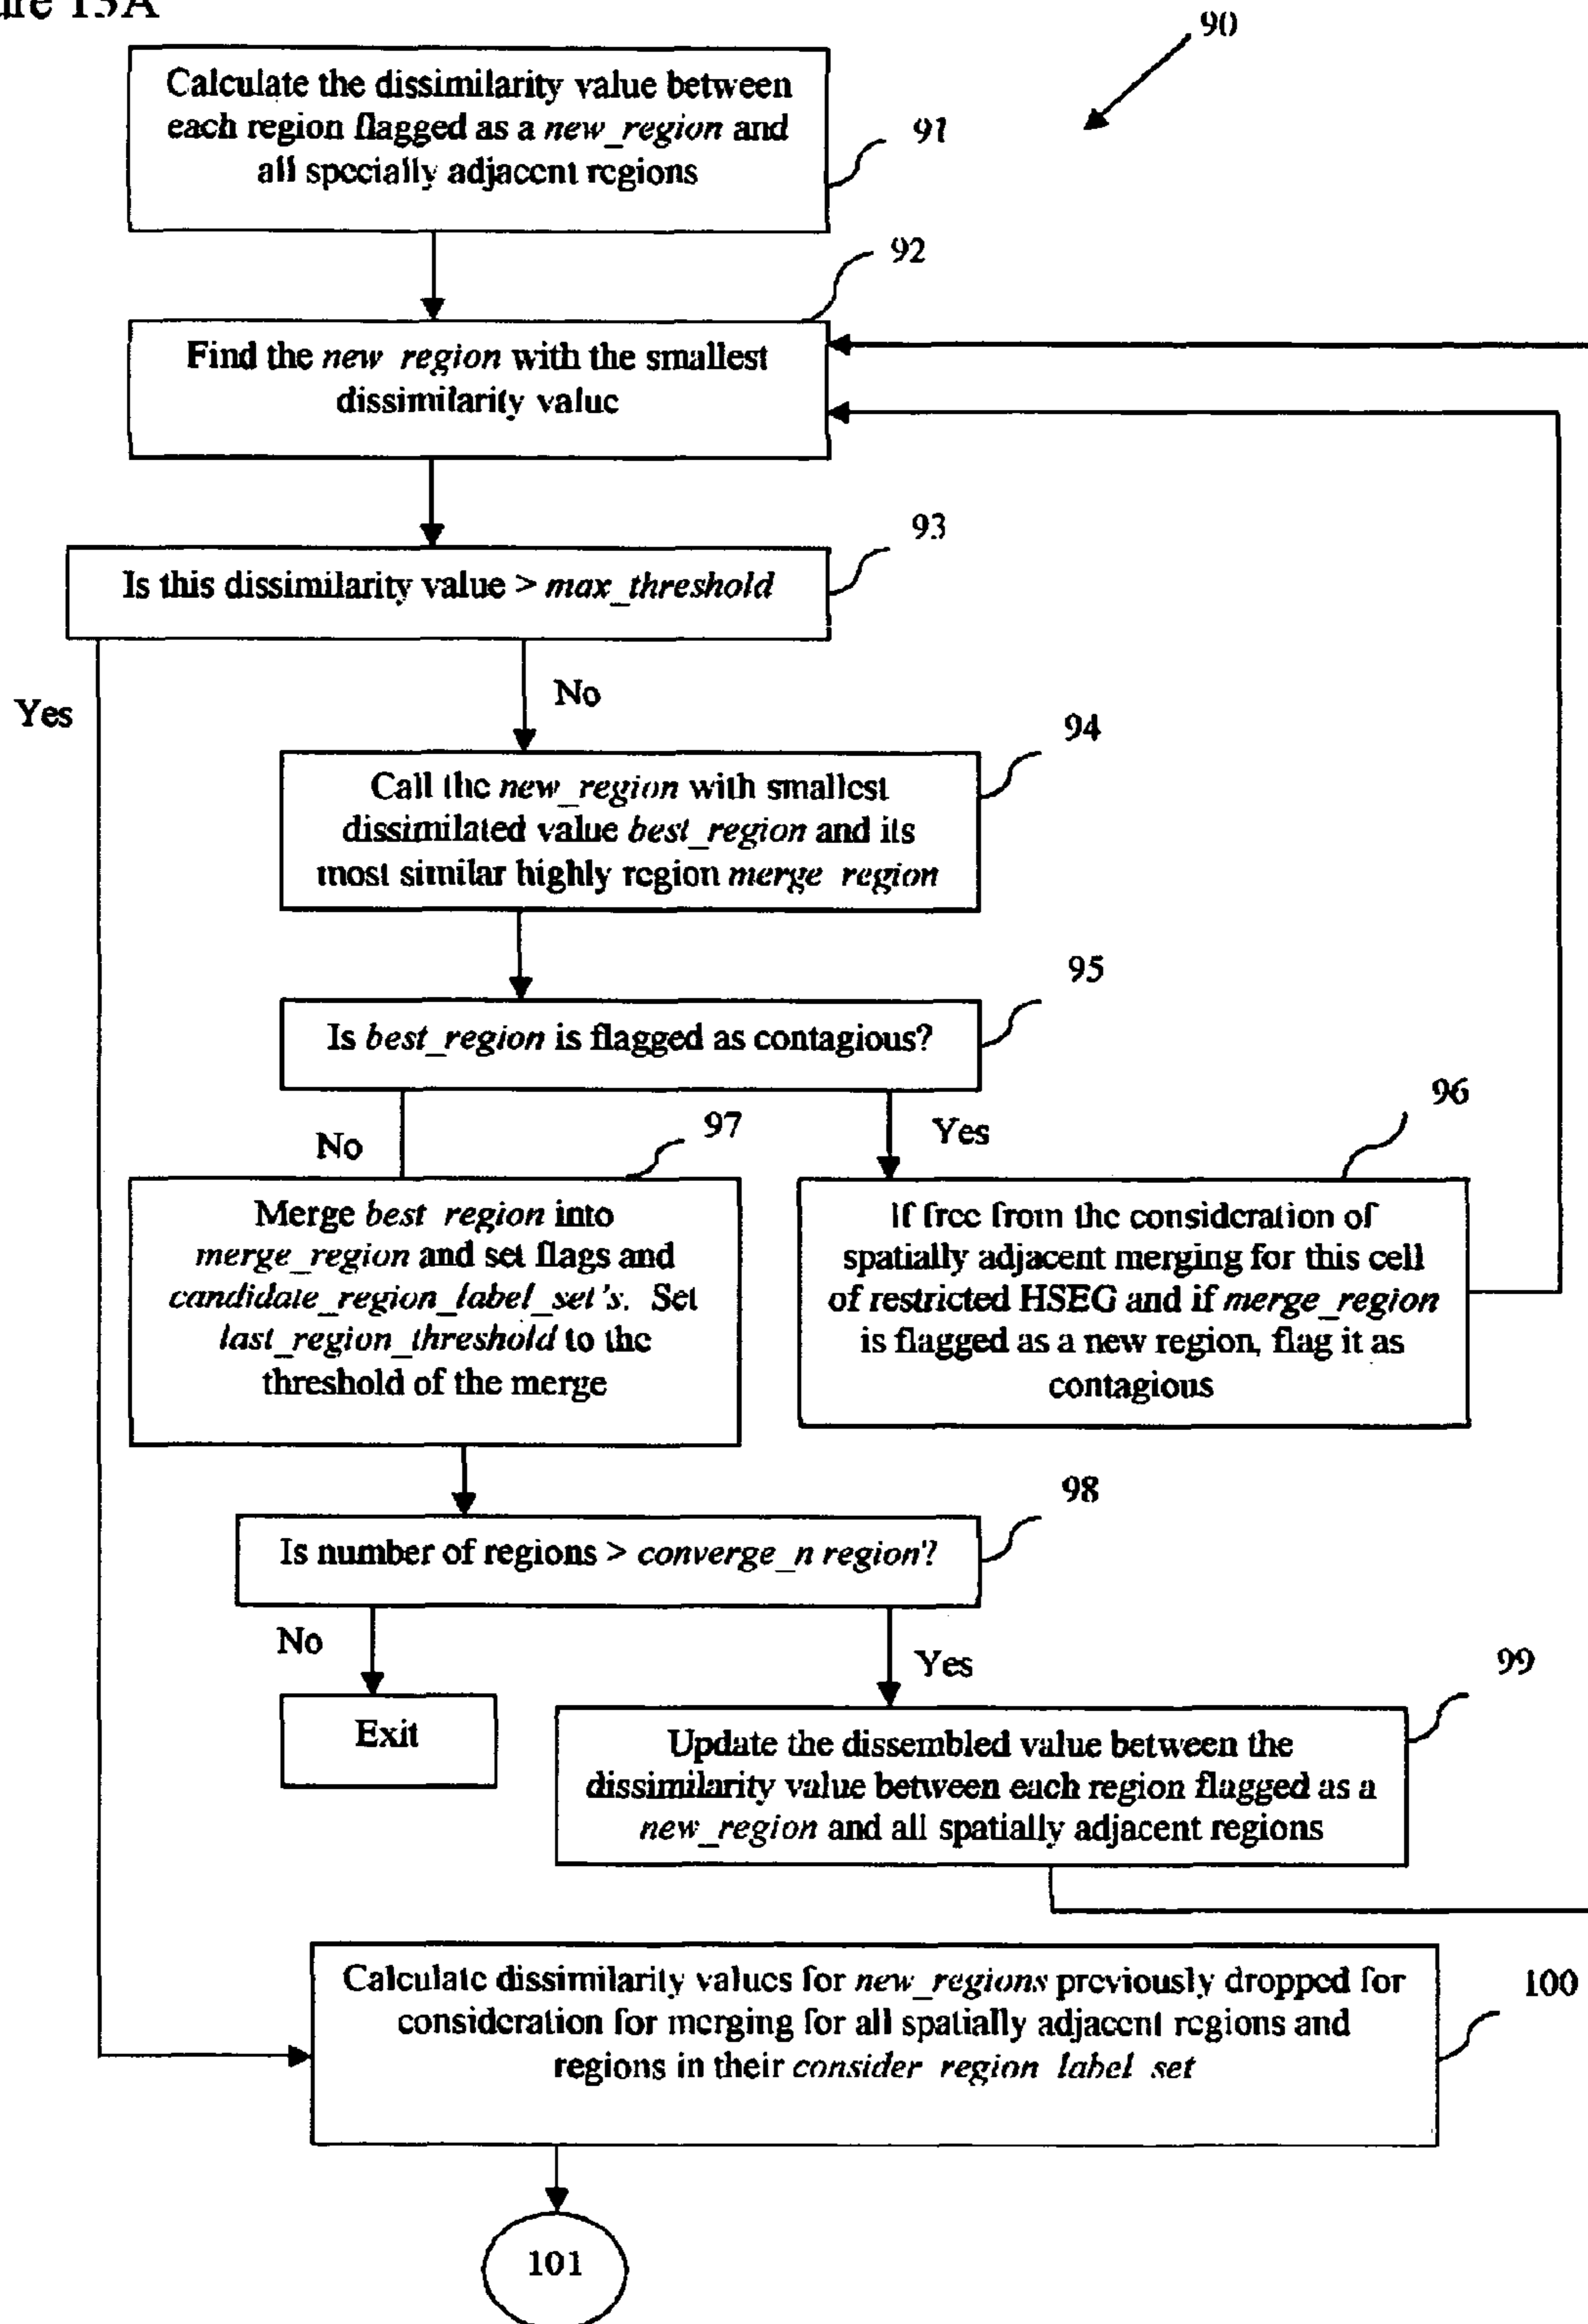 ure 13A
90
Calculate the dissimilarity value between
each region flagged as a new_region and
all specially adjacent regions
91
92
Find the new region with the smallest
dissimilarity value
93
Is this dissimilarity value > max_threshold
Yes
No
94
Call the new_region with smallest
dissimilated value best_region and its
most similar highly region merge region
95
Is best_region is flagged as contagious?
96
No
97
Yes
Merge best region into
merge_region and set flags and
candidate_region_label_set's. Set
last_region_threshold to the
threshold of the merge
If free from the consideration of
spatially adjacent merging for this cell
of restricted HSEG and if merge_region
is flagged as a new region, flag it as
contagious
98
Is number of regions > converge_n region?
No
Yes
99
Exit
Update the dissembled value between the
dissimilarity value between each region flagged as a
new_region and all spatially adjacent regions
Calculate dissimilarity values for new_regions previously dropped for
consideration for merging for all spatially adjacent regions and
regions in their consider region label set
100
101